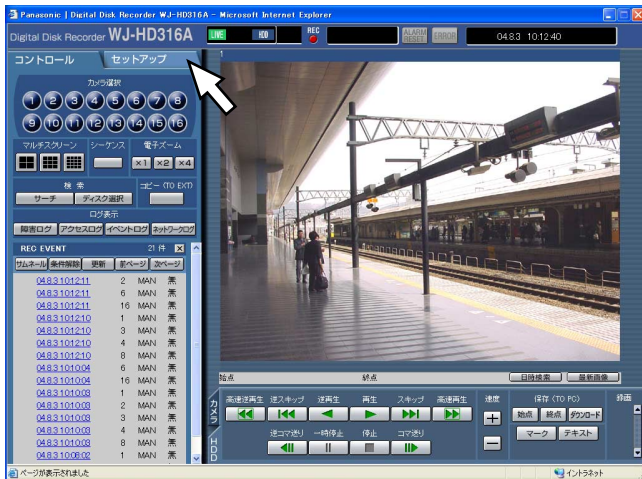 Panasonic | Digital Disk Recorder WJ-HD316A - Microsoft Internet Explorer
Digital Disk Recorder WJ-HD316A
LIVE HDD REC ALARM RESET ERROR 04.8.3 10:12:40
コントロール セットアップ
1
カメラ選択
1 2 3 4 5 6 7 8
9 10 11 12 13 14 15 16
マルチスクリーン シーケンス 電子ズーム
×1 ×2 ×4
検 索 コピー (TO EXT)
サーチ ディスク選択
ログ表示
障害ログ アクセスログ イベントログ ネットワークログ
REC EVENT 21 件 X
サムネール 条件解除 更新 前ページ 次ページ
04.8.3 10:12:11 2 MAN 無
04.8.3 10:12:11 6 MAN 無
04.8.3 10:12:11 16 MAN 無
04.8.3 10:12:10 1 MAN 無
04.8.3 10:12:10 3 MAN 無
04.8.3 10:12:10 4 MAN 無
04.8.3 10:12:10 8 MAN 無
04.8.3 10:10:04 6 MAN 無
04.8.3 10:10:04 16 MAN 無
04.8.3 10:10:03 1 MAN 無
04.8.3 10:10:03 2 MAN 無
04.8.3 10:10:03 3 MAN 無
04.8.3 10:10:03 4 MAN 無
04.8.3 10:10:03 8 MAN 無
04.8.3 10:08:02 1 MAN 無
始点 終点 日時検索 最新画像
カメラ
HDD
高速逆再生 逆スキップ 逆再生 再生 スキップ 高速再生 速度 保存 (TO PC) 録画
+ 始点 終点 ダウンロード
逆コマ送り 一時停止 停止 コマ送り
マーク テキスト
ページが表示されました イントラネット